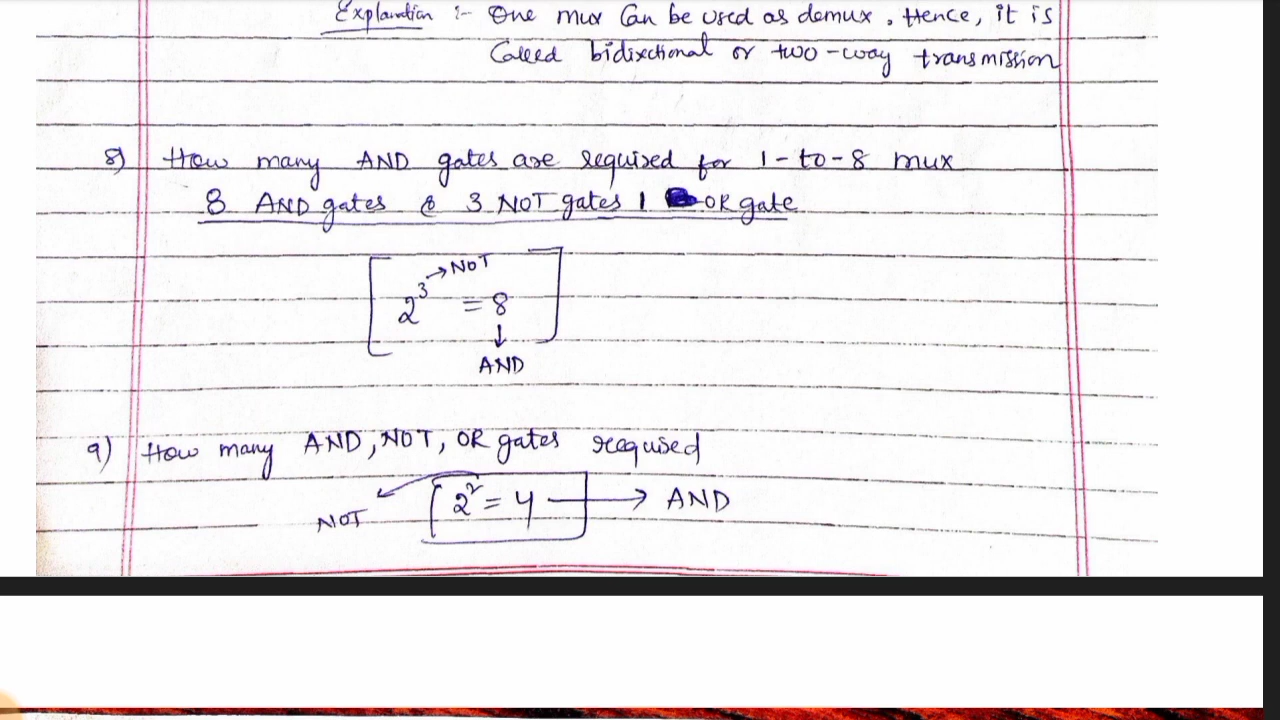 Explanation :- One mux Can be used as demux. Hence, it is
Called bidirectional or two-way transmission
8) How many AND gates are required for 1-to-8 mux
8 AND gates & 3 NOT gates 1 OR gate
→ NOT
2³ = 8
↓
AND
9) How many AND, NOT, OR gates required
NOT 2² = 4 → AND